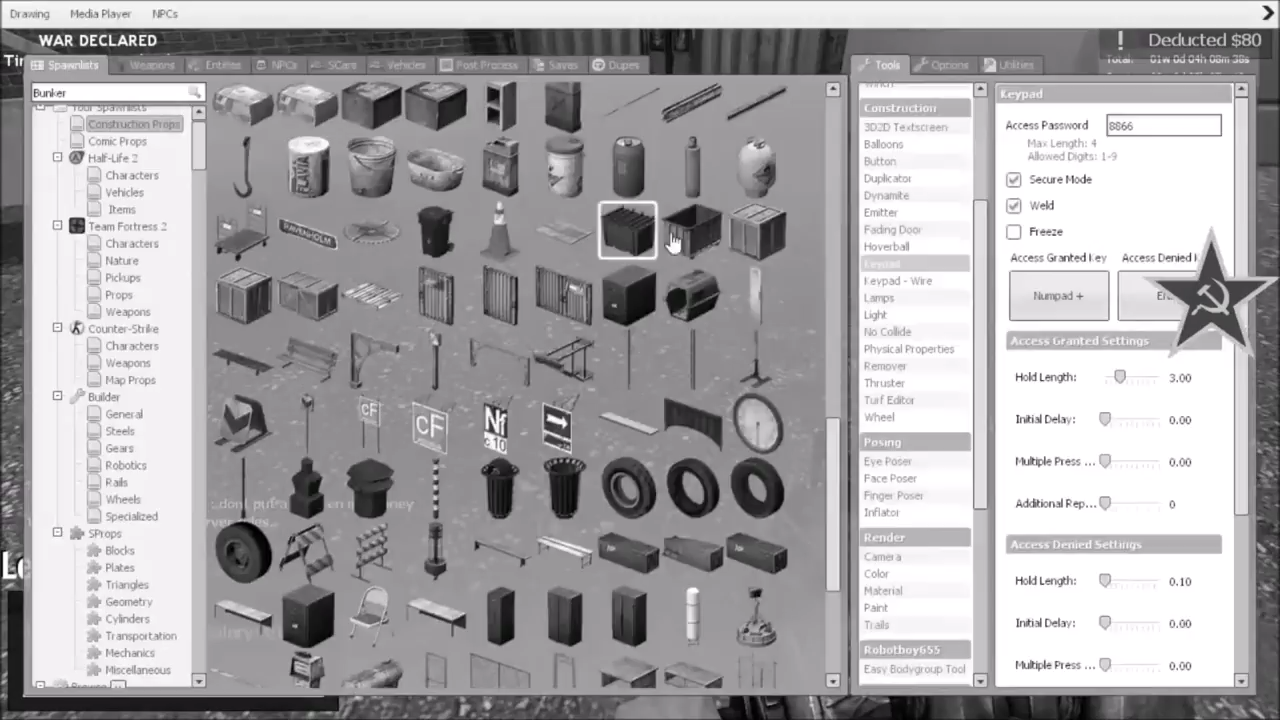 Drawing Media Player NPCs
WAR DECLARED
Deducted $80
Spawnlists Weapons Entities NPCs SCars Vehicles Post Process Saves Dupes
Bunker
Your Spawnlists
Construction Props
Comic Props
Half-Life 2
Characters
Vehicles
Items
Team Fortress 2
Characters
Nature
Pickups
Props
Weapons
Counter-Strike
Characters
Weapons
Map Props
Builder
General
Steels
Gears
Robotics
Rails
Wheels
Specialized
SProps
Blocks
Plates
Triangles
Geometry
Cylinders
Transportation
Mechanics
Miscellaneous
RAVENHOLM
CF
CF
Nf
Tools Options Utilities
Construction
3D2D Textscreen
Balloons
Button
Duplicator
Dynamite
Emitter
Fading Door
Hoverball
Keypad
Keypad - Wire
Lamps
Light
No Collide
Physical Properties
Remover
Thruster
Turf Editor
Wheel
Posing
Eye Poser
Face Poser
Finger Poser
Inflator
Render
Camera
Color
Material
Paint
Trails
Robotboy655
Easy Bodygroup Tool
Keypad
Access Password 8866
Max Length: 4
Allowed Digits: 1-9
Secure Mode
Weld
Freeze
Access Granted Key Access Denied
Numpad +
Access Granted Settings
Hold Length: 3.00
Initial Delay: 0.00
Multiple Press ... 0.00
Additional Rep... 0
Access Denied Settings
Hold Length: 0.10
Initial Delay: 0.00
Multiple Press ... 0.00